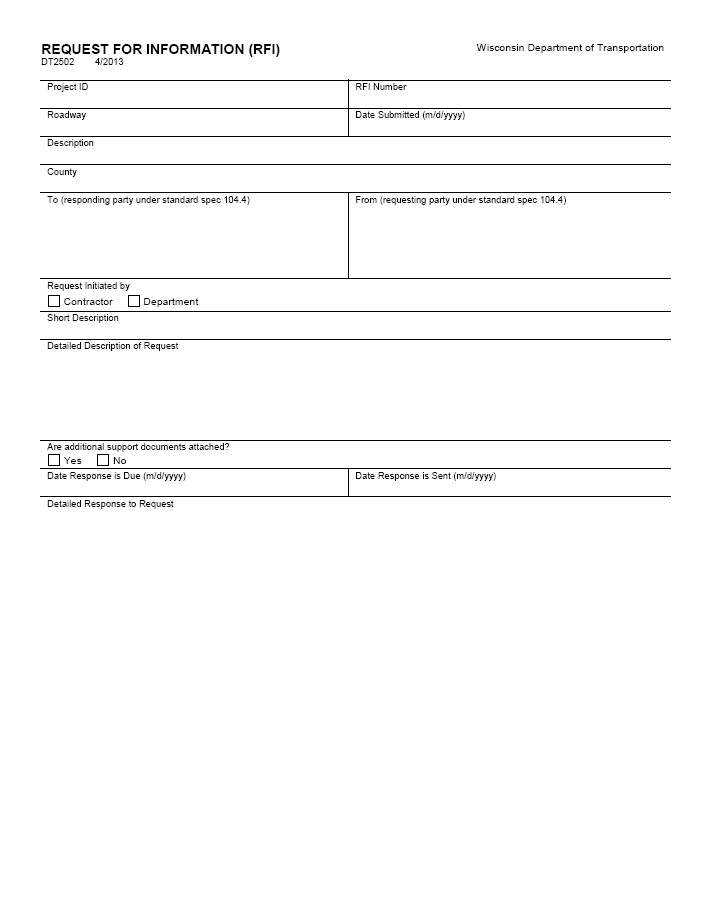 REQUEST FOR INFORMATION (RFI)
Wisconsin Department of Transportation
DT2502 4/2013
Project ID
RFI Number
Roadway
Date Submitted (m/d/yyyy)
Description
County
To (responding party under standard spec 104.4)
From (requesting party under standard spec 104.4)
Request Initiated by
Contractor Department
Short Description
Detailed Description of Request
Are additional support documents attached?
Yes No
Date Response is Due (m/d/yyyy)
Date Response is Sent (m/d/yyyy)
Detailed Response to Request